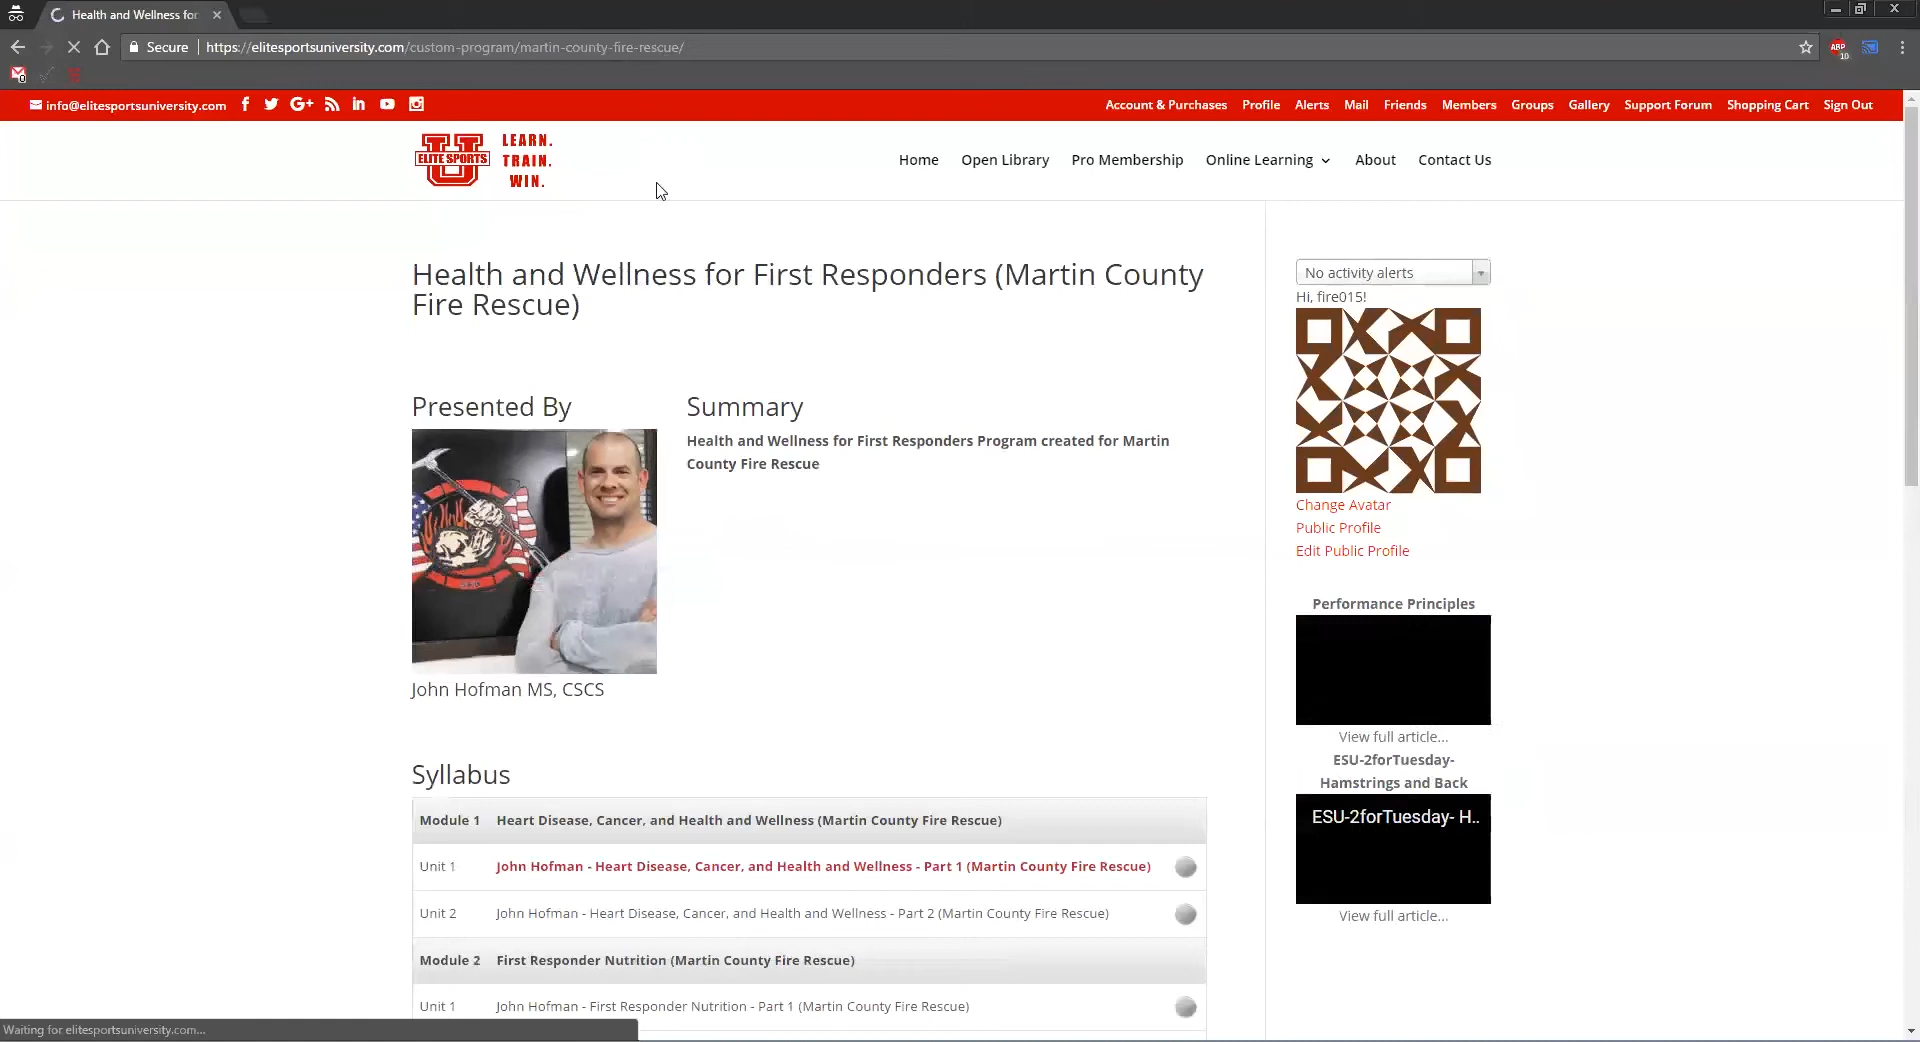 Health and Wellness for
Secure https://elitesportsuniversity.com/custom-program/martin-county-fire-rescue/
ABP
10
0
info@elitesportsuniversity.com
Account & Purchases Profile Alerts Mail Friends Members Groups Gallery Support Forum Shopping Cart Sign Out
U
ELITE SPORTS
LEARN.
TRAIN.
WIN.
Home Open Library Pro Membership Online Learning About Contact Us
Health and Wellness for First Responders (Martin County
Fire Rescue)
No activity alerts
Hi, fire015!
Change Avatar
Public Profile
Edit Public Profile
Presented By
John Hofman MS, CSCS
Summary
Health and Wellness for First Responders Program created for Martin
County Fire Rescue
Performance Principles
View full article...
ESU-2forTuesday-
Hamstrings and Back
ESU-2forTuesday- H..
View full article...
Syllabus
Module 1 Heart Disease, Cancer, and Health and Wellness (Martin County Fire Rescue)
Unit 1 John Hofman - Heart Disease, Cancer, and Health and Wellness - Part 1 (Martin County Fire Rescue)
Unit 2 John Hofman - Heart Disease, Cancer, and Health and Wellness - Part 2 (Martin County Fire Rescue)
Module 2 First Responder Nutrition (Martin County Fire Rescue)
Unit 1 John Hofman - First Responder Nutrition - Part 1 (Martin County Fire Rescue)
Waiting for elitesportsuniversity.com...